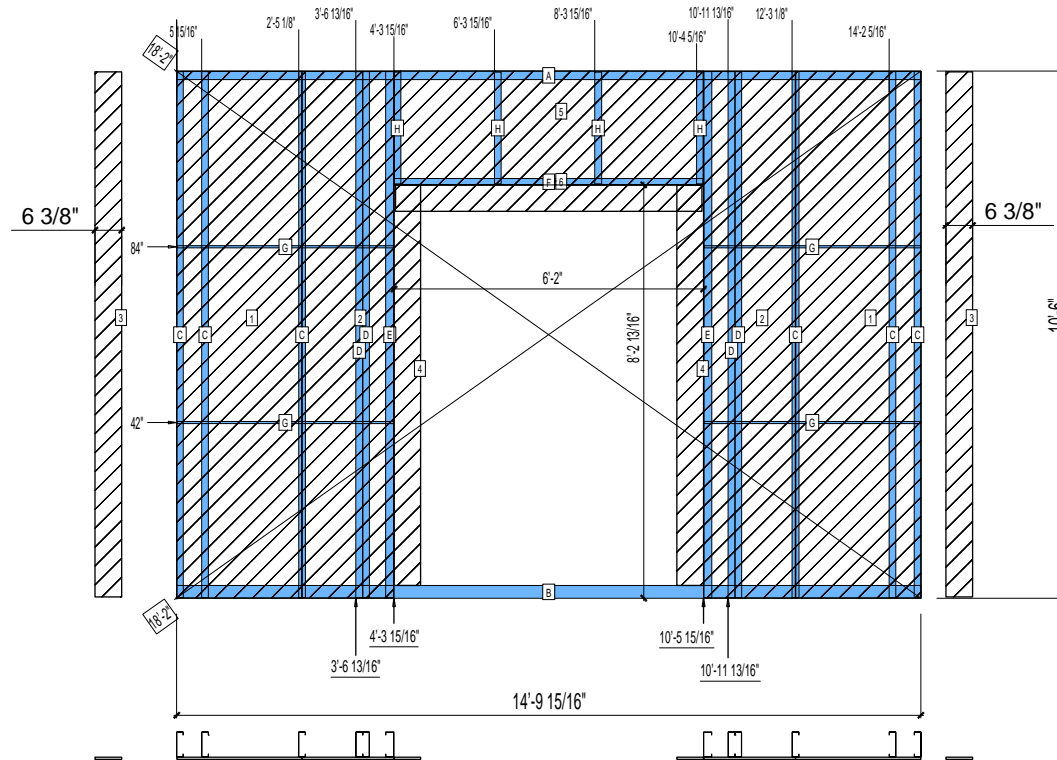 3'-6 13/16"
10'-11 13/16"
2'-5 1/8"
6'-3 15/16"
8'-3 15/16"
12'-3 1/8"
5 15/16"
4'-3 15/16"
10'-4 5/16"
14'-2 5/16"
18'-2"
A
5
H H H H
F 6
6 3/8"
6 3/8"
84"
G
G
6'-2"
8'-2 13/16"
10'-6"
3
1
2
2
1
3
C C C D E
E D C C C
D
D
4
4
42"
G
G
B
18'-2"
4'-3 15/16"
10'-5 15/16"
3'-6 13/16"
10'-11 13/16"
14'-9 15/16"